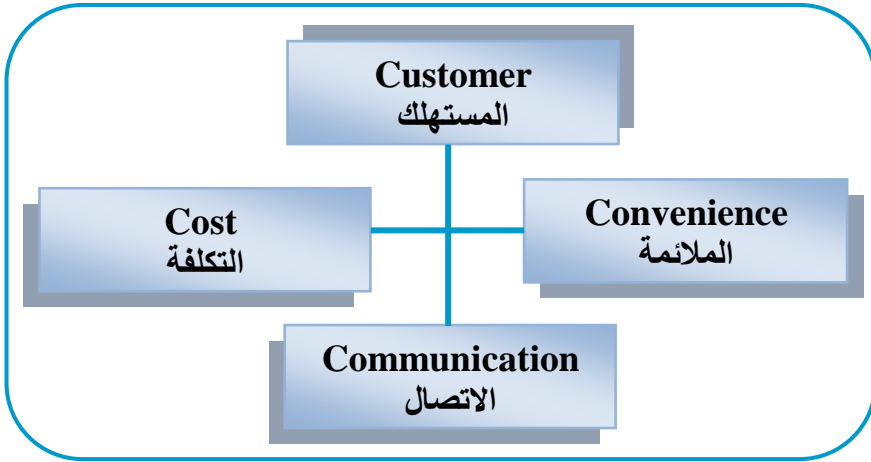 Customer
المستهلك
Cost
التكلفة
Convenience
الملائمة
Communication
الاتصال